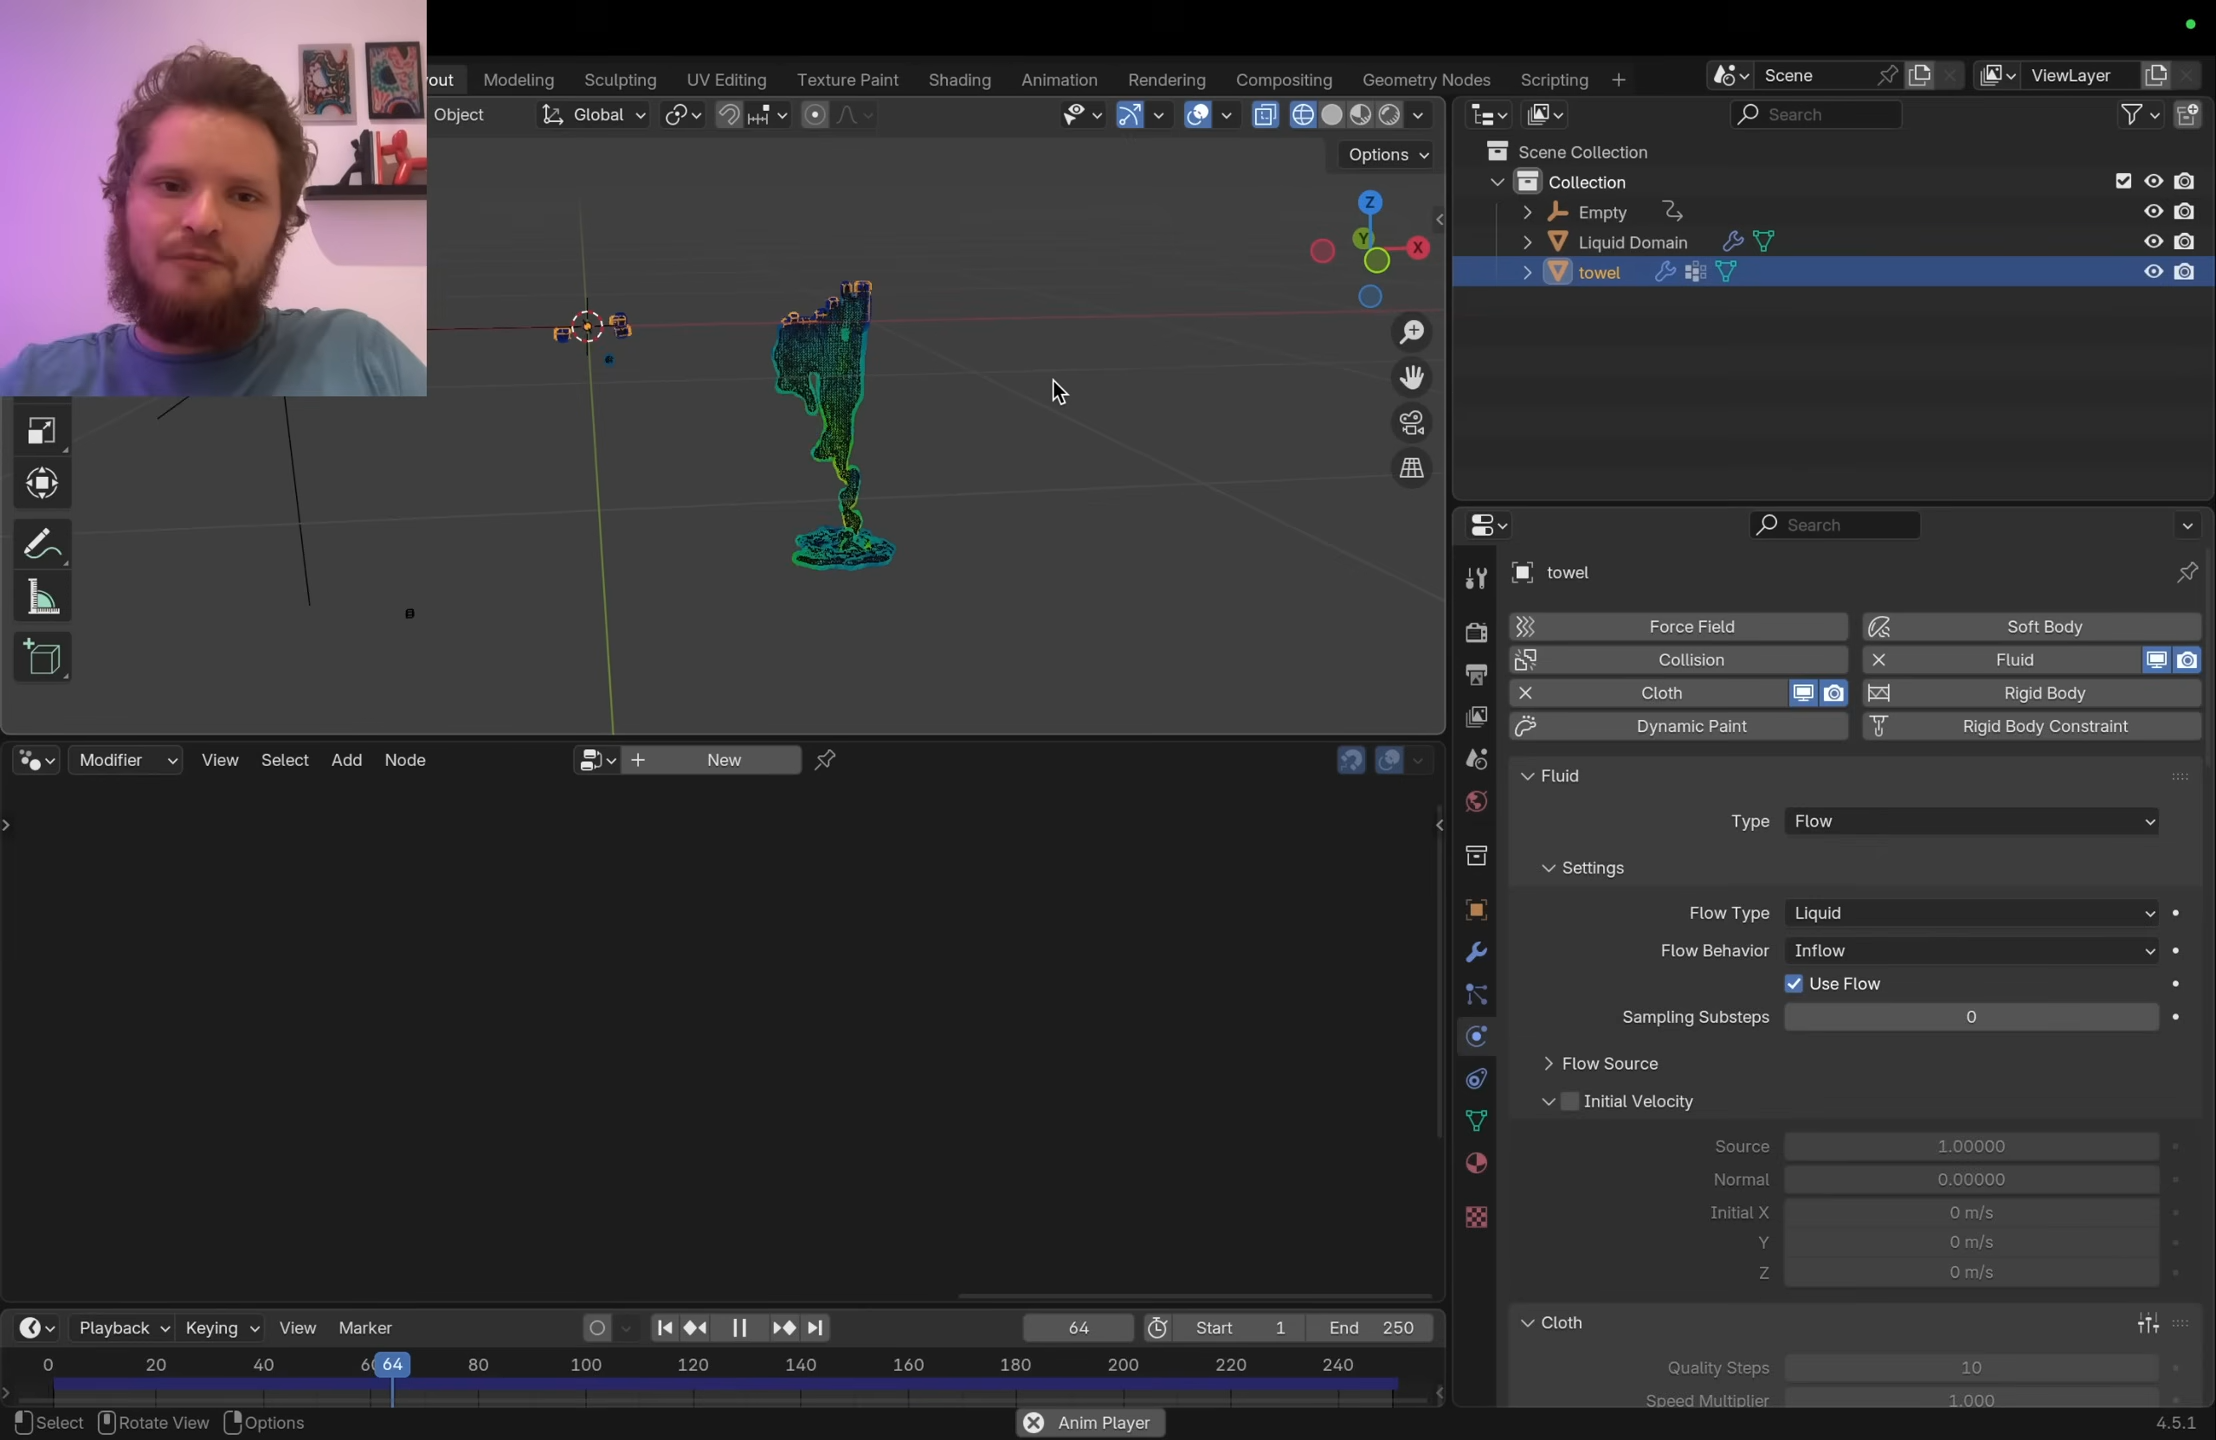 out Modeling Sculpting UV Editing Texture Paint Shading Animation Rendering Compositing Geometry Nodes Scripting + Scene ViewLayer
Object Global
Search
Options
Scene Collection
Collection
Empty
Liquid Domain
towel
Z
Y
X
Search
towel
Force Field Soft Body
Collision Fluid
Cloth Rigid Body
Dynamic Paint Rigid Body Constraint
Fluid
Type Flow
Settings
Flow Type Liquid
Flow Behavior Inflow
Use Flow
Sampling Substeps 0
Flow Source
Initial Velocity
Source 1.00000
Normal 0.00000
Initial X 0 m/s
Y 0 m/s
Z 0 m/s
Cloth
Quality Steps 10
Speed Multiplier 1.000
Modifier View Select Add Node + New
Playback Keying View Marker 64 Start 1 End 250
0 20 40 60 64 80 100 120 140 160 180 200 220 240
Select Rotate View Options Anim Player 4.5.1